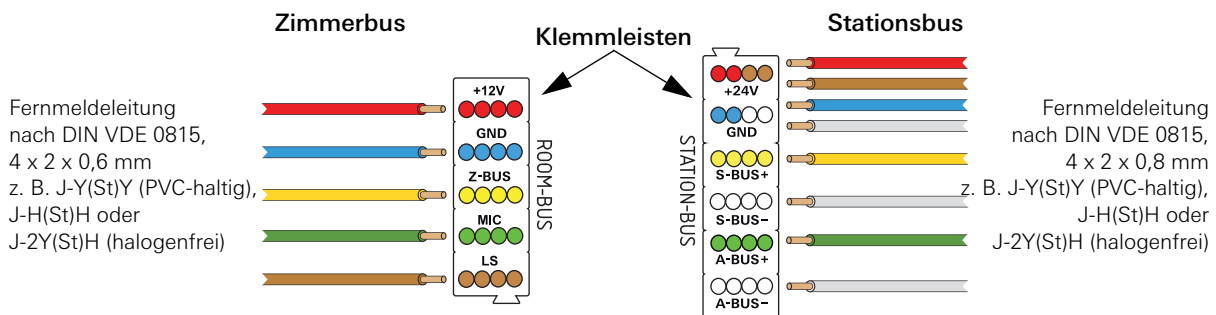 Zimmerbus
Klemmleisten
Stationsbus
Fernmeldeleitung
nach DIN VDE 0815,
4 x 2 x 0,6 mm
z. B. J-Y(St)Y (PVC-haltig),
J-H(St)H oder
J-2Y(St)H (halogenfrei)
+12V
GND
Z-BUS
MIC
LS
ROOM-BUS
STATION-BUS
+24V
GND
S-BUS+
S-BUS–
A-BUS+
A-BUS–
Fernmeldeleitung
nach DIN VDE 0815,
4 x 2 x 0,8 mm
z. B. J-Y(St)Y (PVC-haltig),
J-H(St)H oder
J-2Y(St)H (halogenfrei)